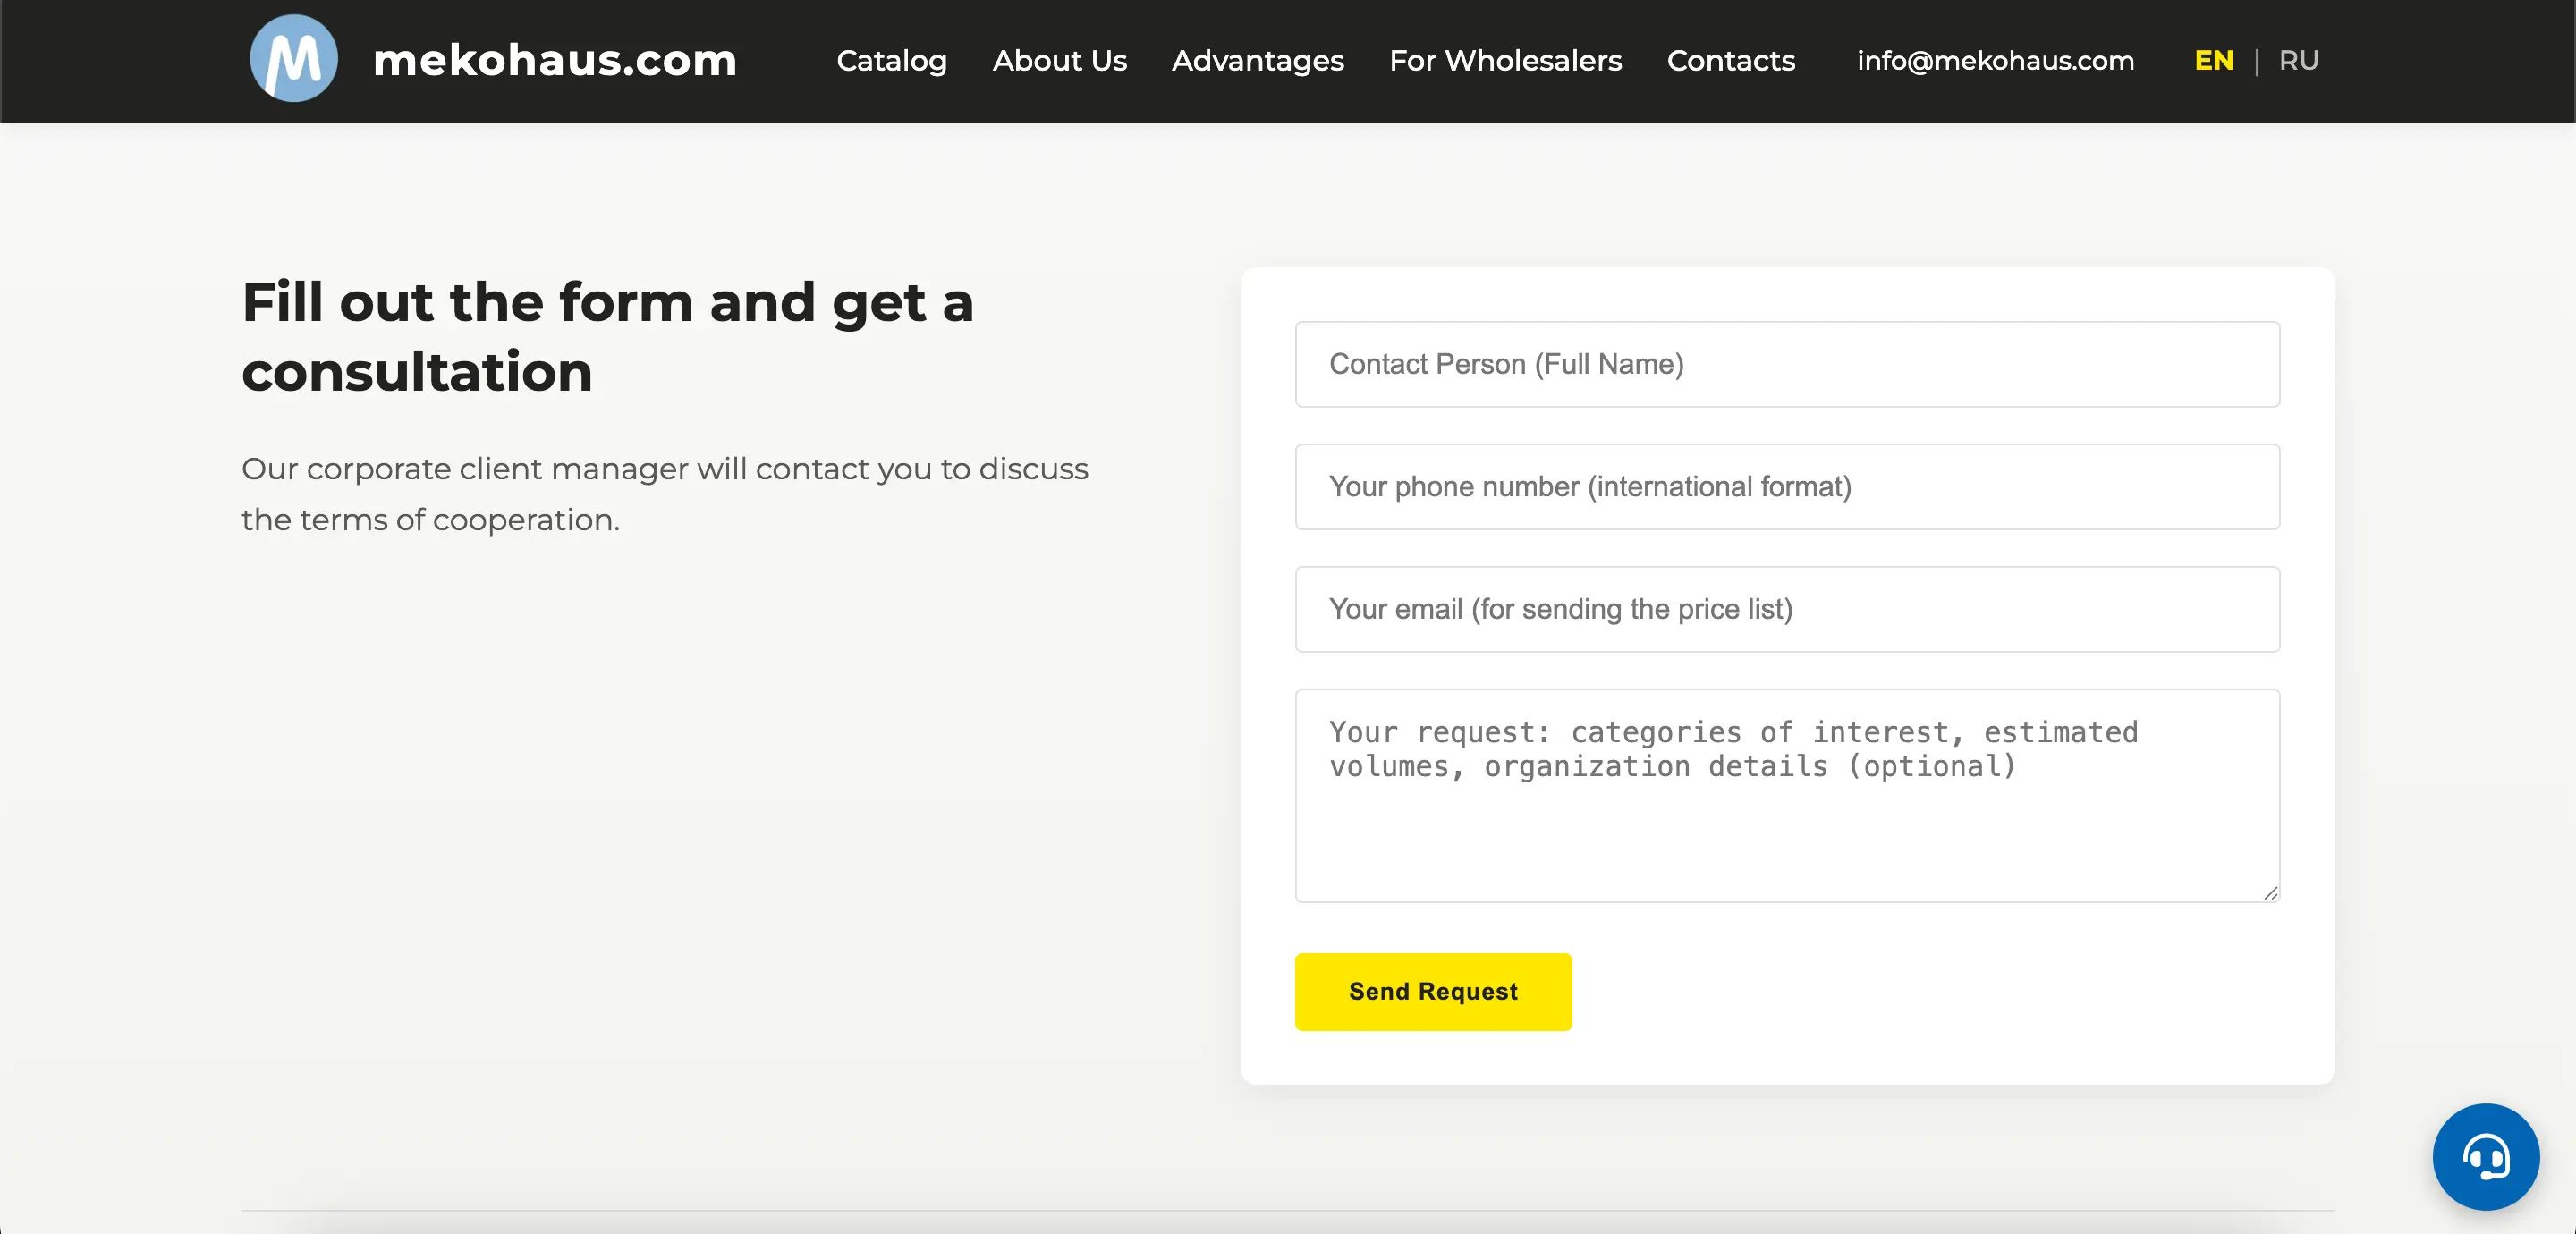 M mekohaus.com Catalog About Us Advantages For Wholesalers Contacts info@mekohaus.com EN | RU
Fill out the form and get a
consultation
Our corporate client manager will contact you to discuss
the terms of cooperation.
Contact Person (Full Name)
Your phone number (international format)
Your email (for sending the price list)
Your request: categories of interest, estimated
volumes, organization details (optional)
Send Request